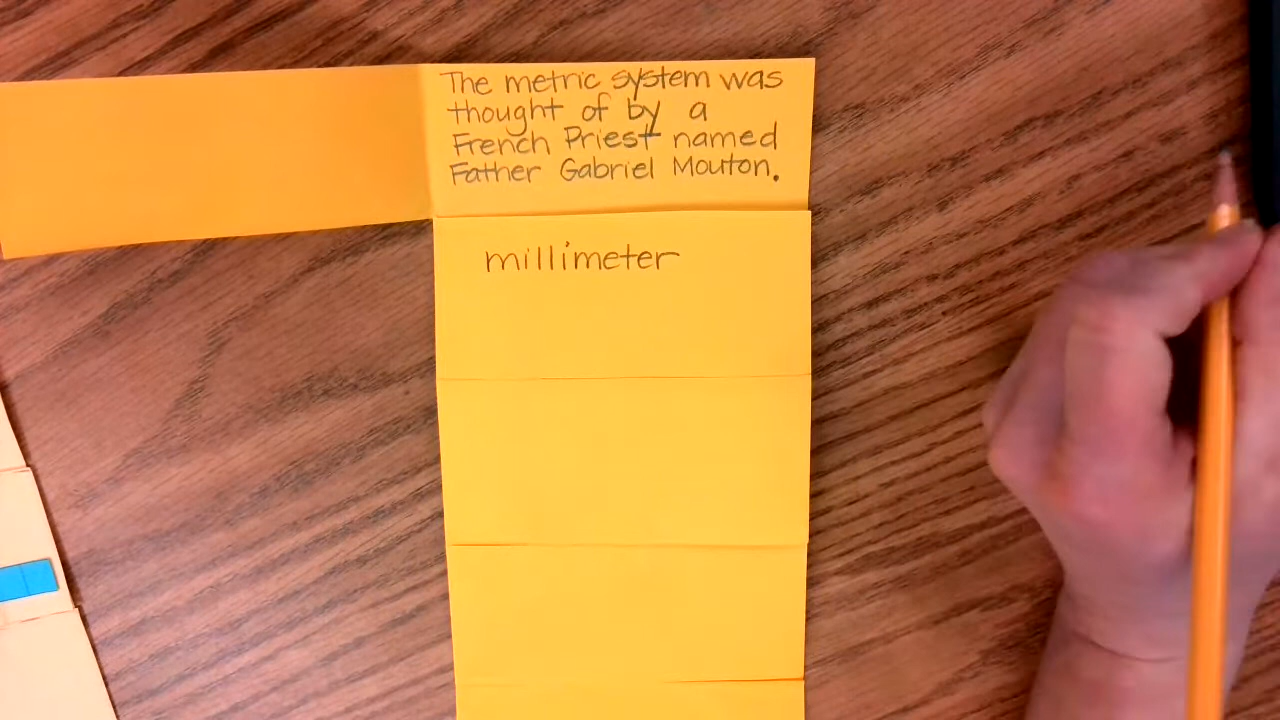 The metric system was
thought of by a
French Priest named
Father Gabriel Mouton.
millimeter